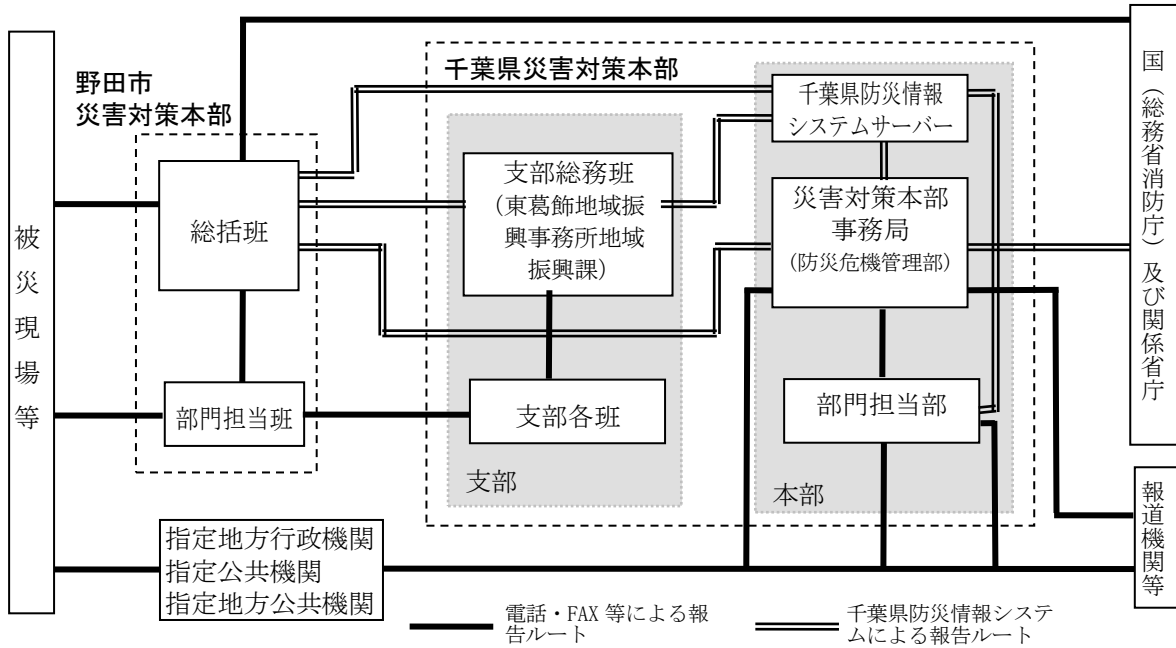 被災現場等
野田市
災害対策本部
総括班
部門担当班
指定地方行政機関
指定公共機関
指定地方公共機関
千葉県災害対策本部
支部総務班
(東葛飾地域振
興事務所地域
振興課)
支部各班
支部
千葉県防災情報
システムサーバー
災害対策本部
事務局
(防災危機管理部)
部門担当部
本部
国(総務省消防庁)及び関係省庁
報道機関等
電話・FAX 等による報
告ルート
千葉県防災情報システ
ムによる報告ルート